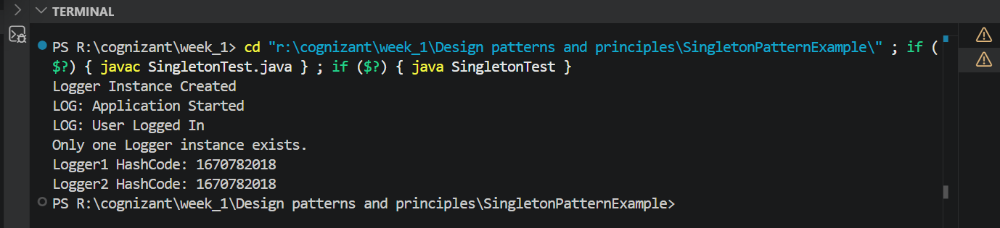 TERMINAL
PS R:\cognizant\week_1> cd "r:\cognizant\week_1\Design patterns and principles\SingletonPatternExample\" ; if (
$?) { javac SingletonTest.java } ; if ($?) { java SingletonTest }
Logger Instance Created
LOG: Application Started
LOG: User Logged In
Only one Logger instance exists.
Logger1 HashCode: 1670782018
Logger2 HashCode: 1670782018
PS R:\cognizant\week_1\Design patterns and principles\SingletonPatternExample>